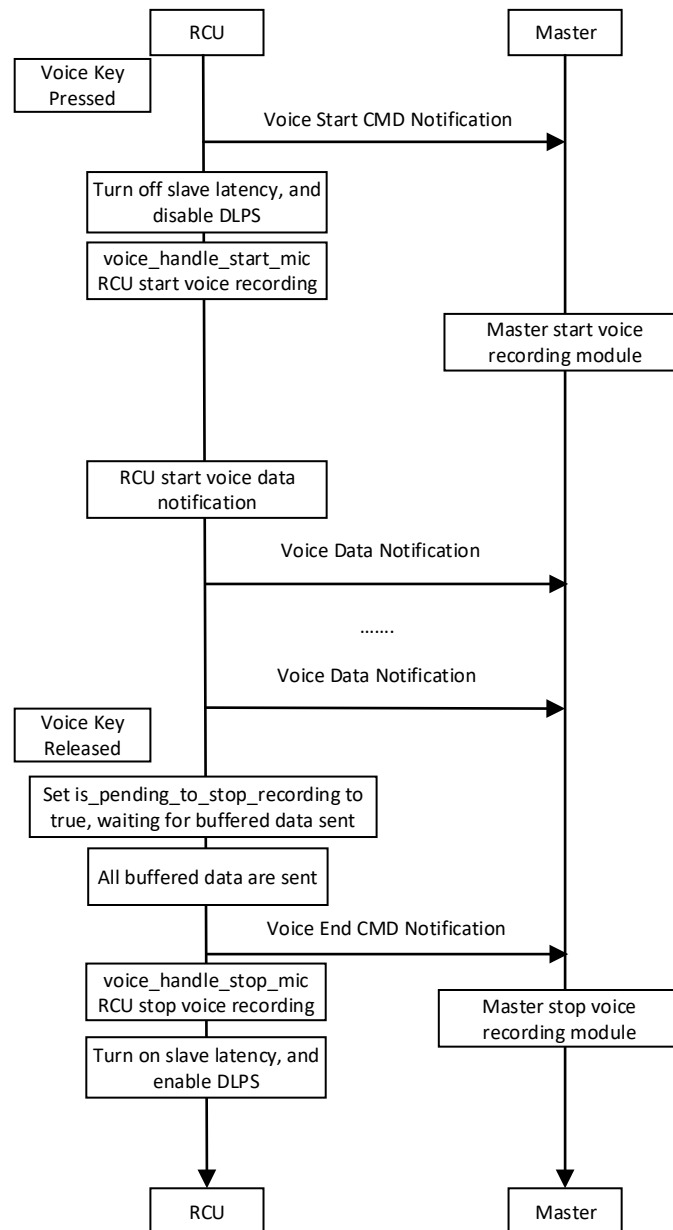 RCU
Master
Voice Key
Pressed
Voice Start CMD Notification
Turn off slave latency, and
disable DLPS
voice_handle_start_mic
RCU start voice recording
Master start voice
recording module
RCU start voice data
notification
Voice Data Notification
.......
Voice Data Notification
Voice Key
Released
Set is_pending_to_stop_recording to
true, waiting for buffered data sent
All buffered data are sent
Voice End CMD Notification
voice_handle_stop_mic
RCU stop voice recording
Master stop voice
recording module
Turn on slave latency, and
enable DLPS
RCU
Master